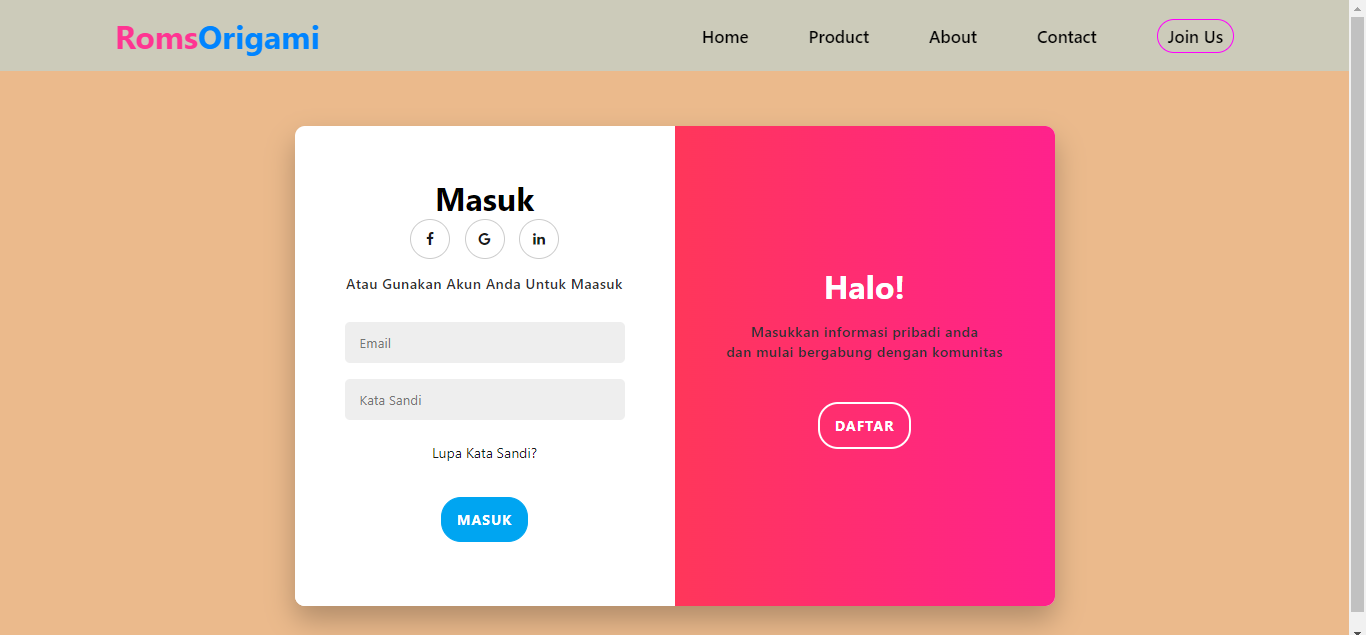 RomsOrigami
Home Product About Contact Join Us
Masuk
f G in
Atau Gunakan Akun Anda Untuk Maasuk
Email
Kata Sandi
Lupa Kata Sandi?
MASUK
Halo!
Masukkan informasi pribadi anda
dan mulai bergabung dengan komunitas
DAFTAR